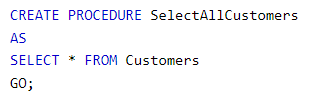 CREATE PROCEDURE SelectAllCustomers
AS
SELECT * FROM Customers
GO;